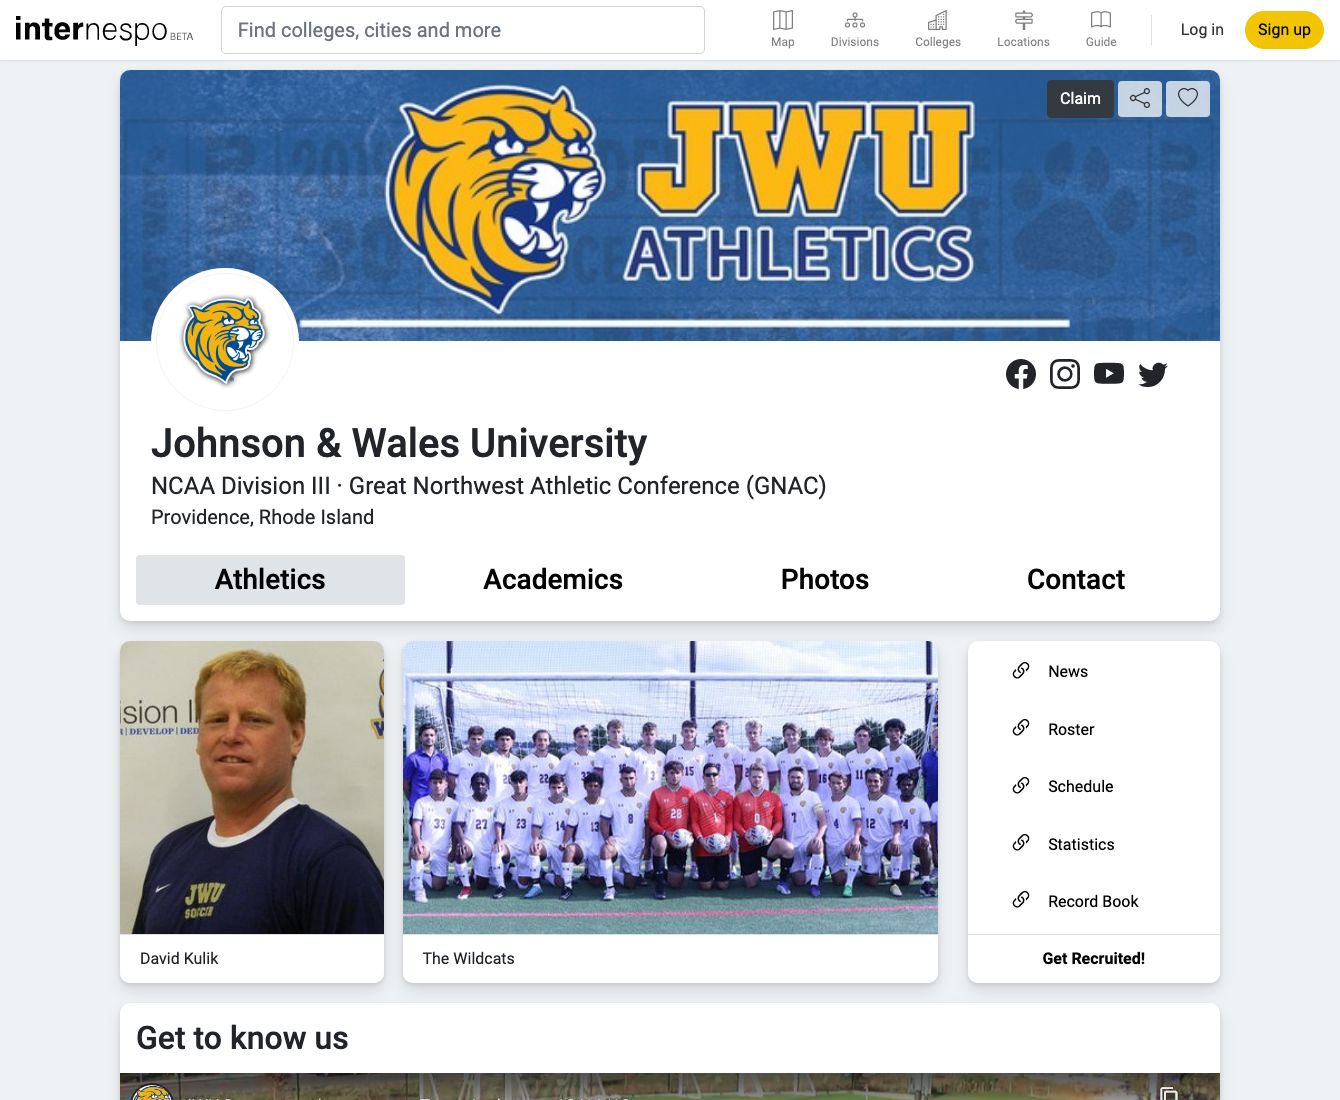 internespo BETA
Find colleges, cities and more
Map
Divisions
Colleges
Locations
Guide
Log in
Sign up
Claim
JWU
ATHLETICS
Johnson & Wales University
NCAA Division III · Great Northwest Athletic Conference (GNAC)
Providence, Rhode Island
Athletics
Academics
Photos
Contact
JWU
SOCCER
David Kulik
The Wildcats
News
Roster
Schedule
Statistics
Record Book
Get Recruited!
Get to know us